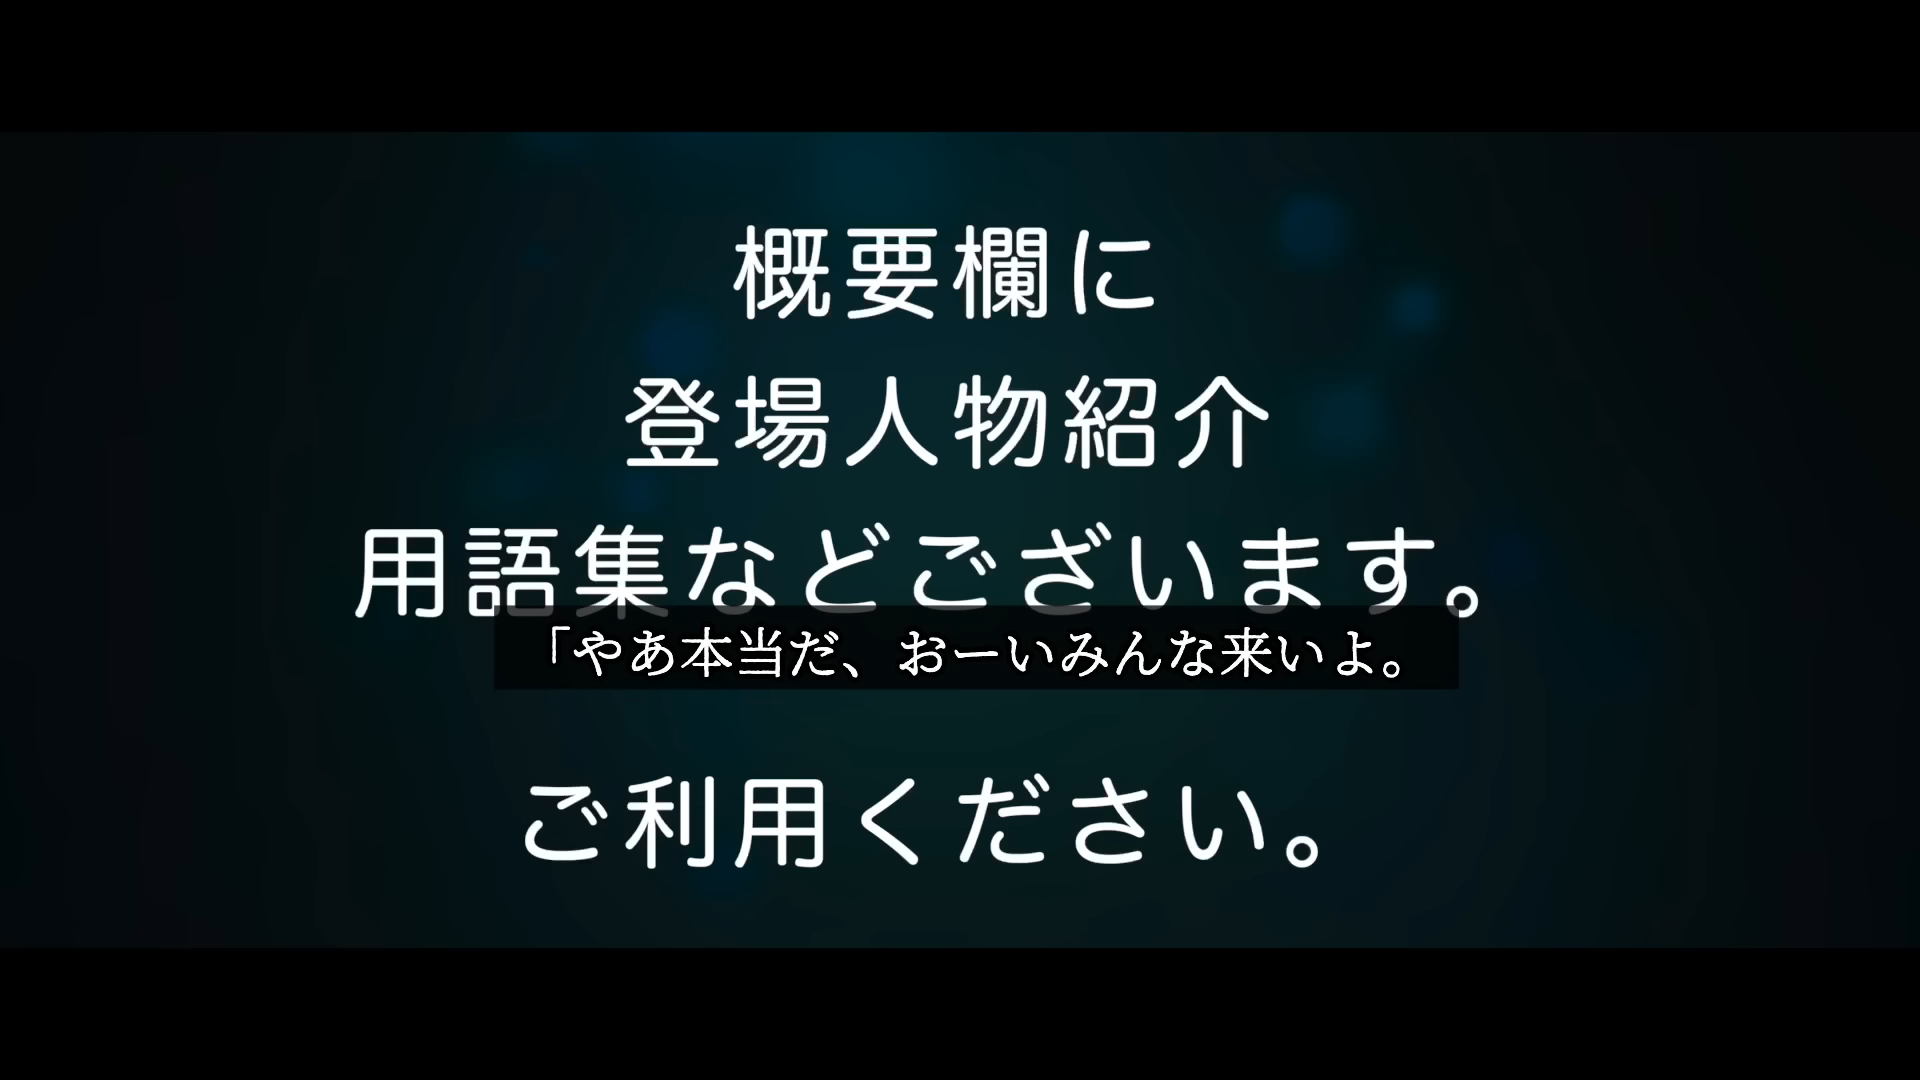 概要欄に
登場人物紹介
用語集などございます。
「やあ本当だ、おーいみんな来いよ。
ご利用ください。